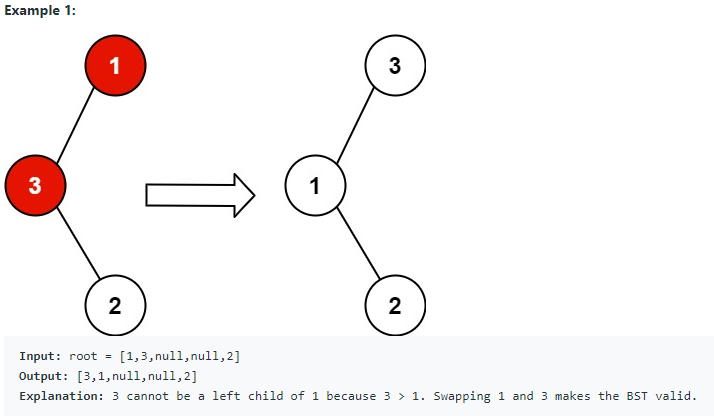 Example 1:
1
3
3
1
2
2
Input: root = [1,3,null,null,2]
Output: [3,1,null,null,2]
Explanation: 3 cannot be a left child of 1 because 3 > 1. Swapping 1 and 3 makes the BST valid.